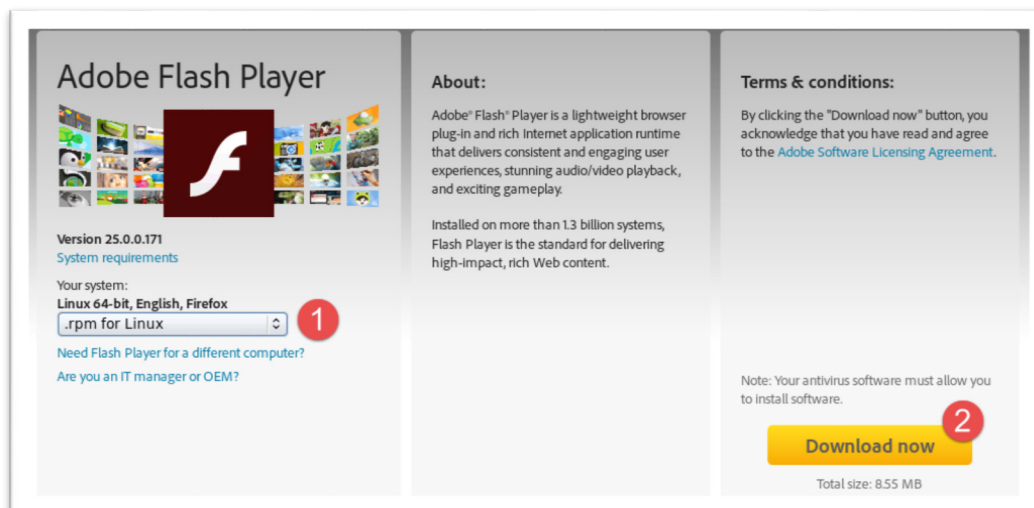 Adobe Flash Player
Version 25.0.0.171
System requirements
Your system:
Linux 64-bit, English, Firefox
.rpm for Linux
1
Need Flash Player for a different computer?
Are you an IT manager or OEM?
About:
Adobe® Flash® Player is a lightweight browser
plug-in and rich Internet application runtime
that delivers consistent and engaging user
experiences, stunning audio/video playback,
and exciting gameplay.
Installed on more than 1.3 billion systems,
Flash Player is the standard for delivering
high-impact, rich Web content.
Terms & conditions:
By clicking the "Download now" button, you
acknowledge that you have read and agree
to the Adobe Software Licensing Agreement.
Note: Your antivirus software must allow you
to install software.
2
Download now
Total size: 8.55 MB